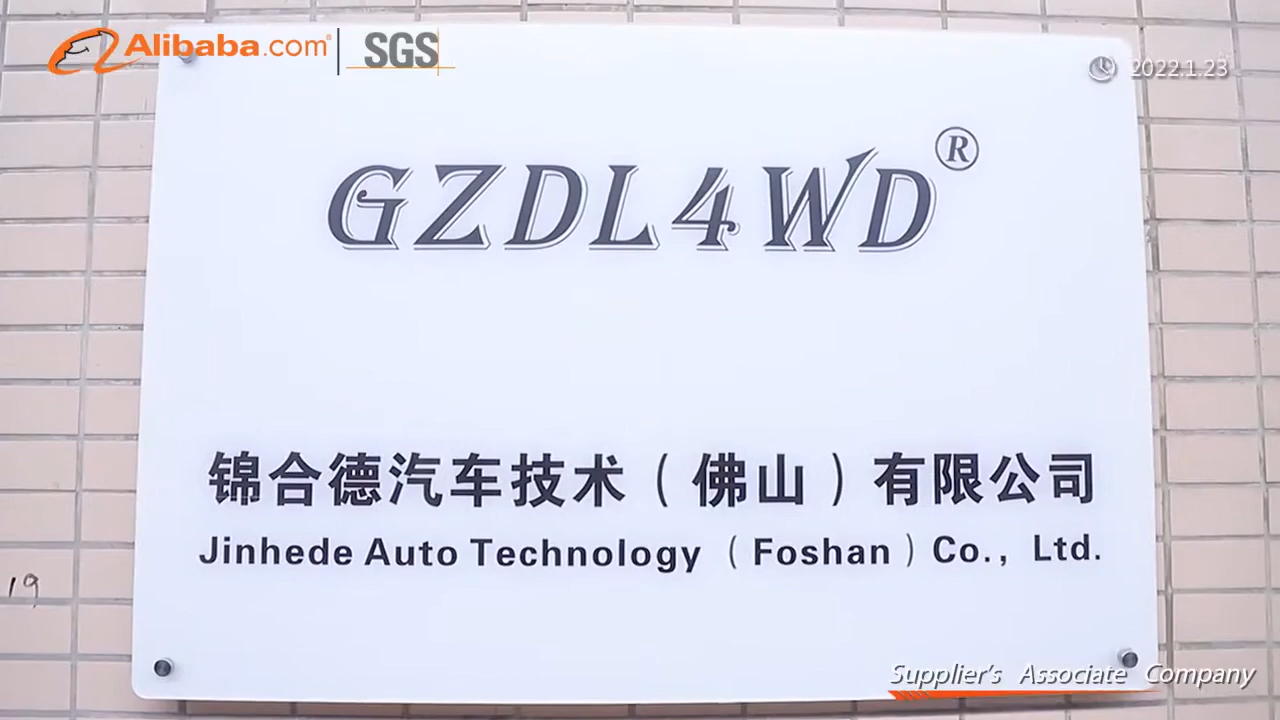 Alibaba.com SGS
2022.1.23
GZDL4WD®
锦合德汽车技术（佛山）有限公司
Jinhede Auto Technology （Foshan）Co., Ltd.
19
Supplier's Associate Company